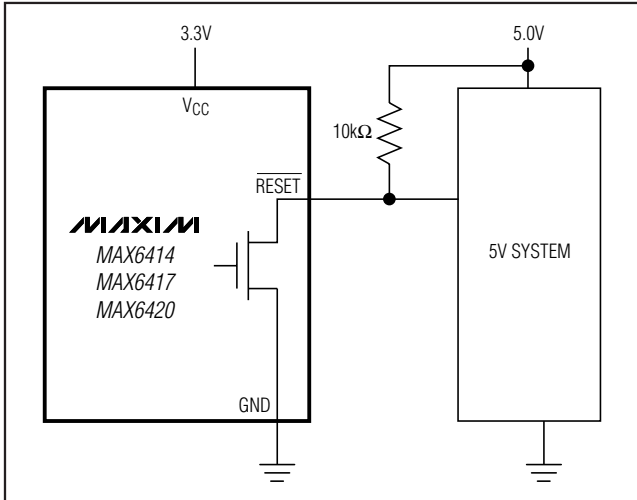 3.3V
5.0V
VCC
10kΩ
RESET
MAXIM
MAX6414
MAX6417
MAX6420
5V SYSTEM
GND